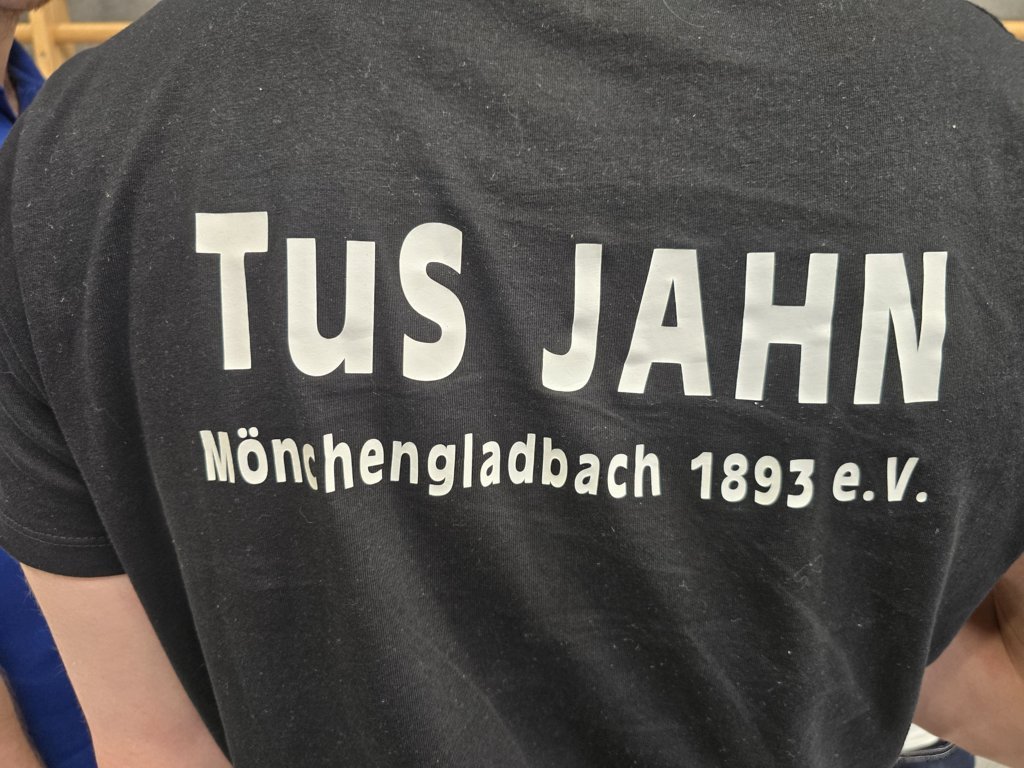 TuS JAHN
Mönchengladbach 1893 e.V.